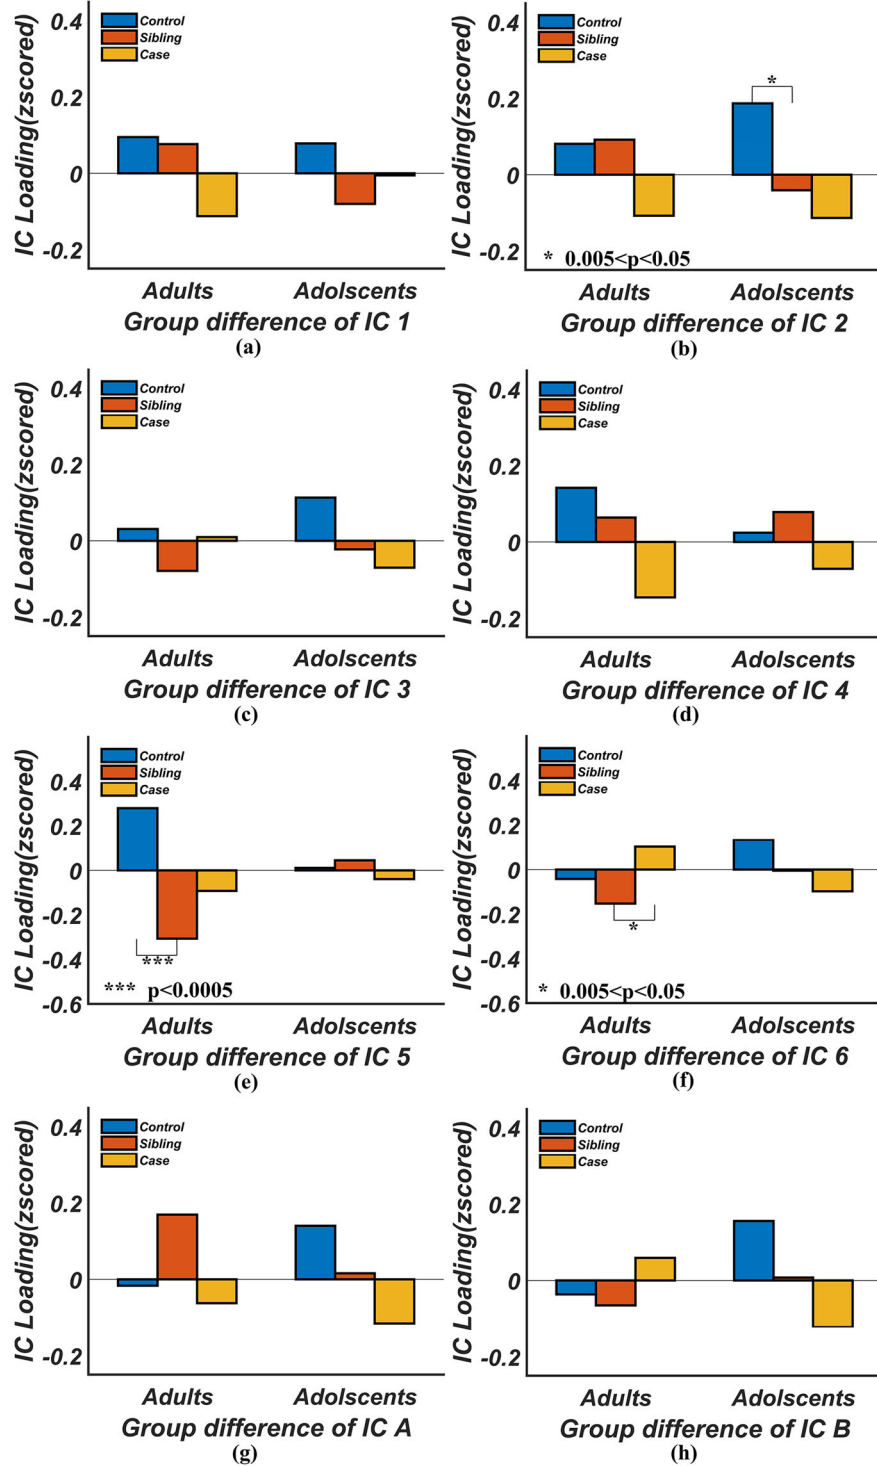 0.4
Control
Sibling
Case
0.2
0
-0.2
IC Loading(zscored)
Adults Adolscents
Group difference of IC 1
(a)
0.4
Control
Sibling
Case
0.2
*
0
-0.2
IC Loading(zscored)
* 0.005<p<0.05
Adults Adolscents
Group difference of IC 2
(b)
0.4
Control
Sibling
Case
0.2
0
-0.2
IC Loading(zscored)
Adults Adolscents
Group difference of IC 3
(c)
0.4
Control
Sibling
Case
0.2
0
-0.2
IC Loading(zscored)
Adults Adolscents
Group difference of IC 4
(d)
Control
Sibling
Case
0.4
0.2
0
-0.2
-0.4
-0.6
IC Loading(zscored)
***
*** p<0.0005
Adults Adolscents
Group difference of IC 5
(e)
Control
Sibling
Case
0.4
0.2
0
-0.2
-0.4
-0.6
IC Loading(zscored)
*
* 0.005<p<0.05
Adults Adolscents
Group difference of IC 6
(f)
0.4
Control
Sibling
Case
0.2
0
-0.2
IC Loading(zscored)
Adults Adolscents
Group difference of IC A
(g)
0.4
Control
Sibling
Case
0.2
0
-0.2
IC Loading(zscored)
Adults Adolscents
Group difference of IC B
(h)